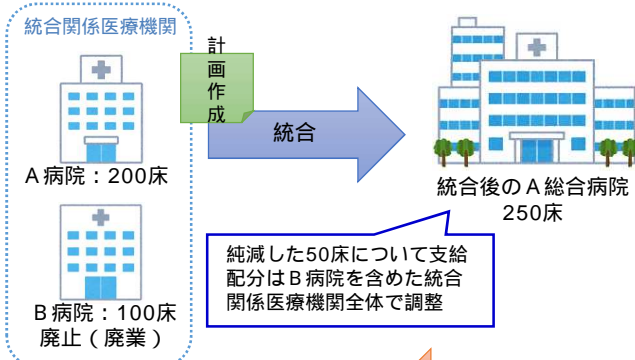 統合関係医療機関
計画作成
統合
A病院：200床
B病院：100床
廃止（廃業）
統合後のA総合病院
250床
純減した50床について支給
配分はB病院を含めた統合
関係医療機関全体で調整